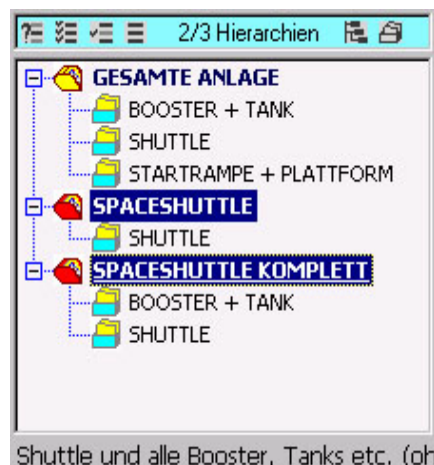 2/3 Hierarchien
GESAMTE ANLAGE
BOOSTER + TANK
SHUTTLE
STARTRAMPE + PLATTFORM
SPACESHUTTLE
SHUTTLE
SPACESHUTTLE KOMPLETT
BOOSTER + TANK
SHUTTLE
Shuttle und alle Booster, Tanks etc. (oh